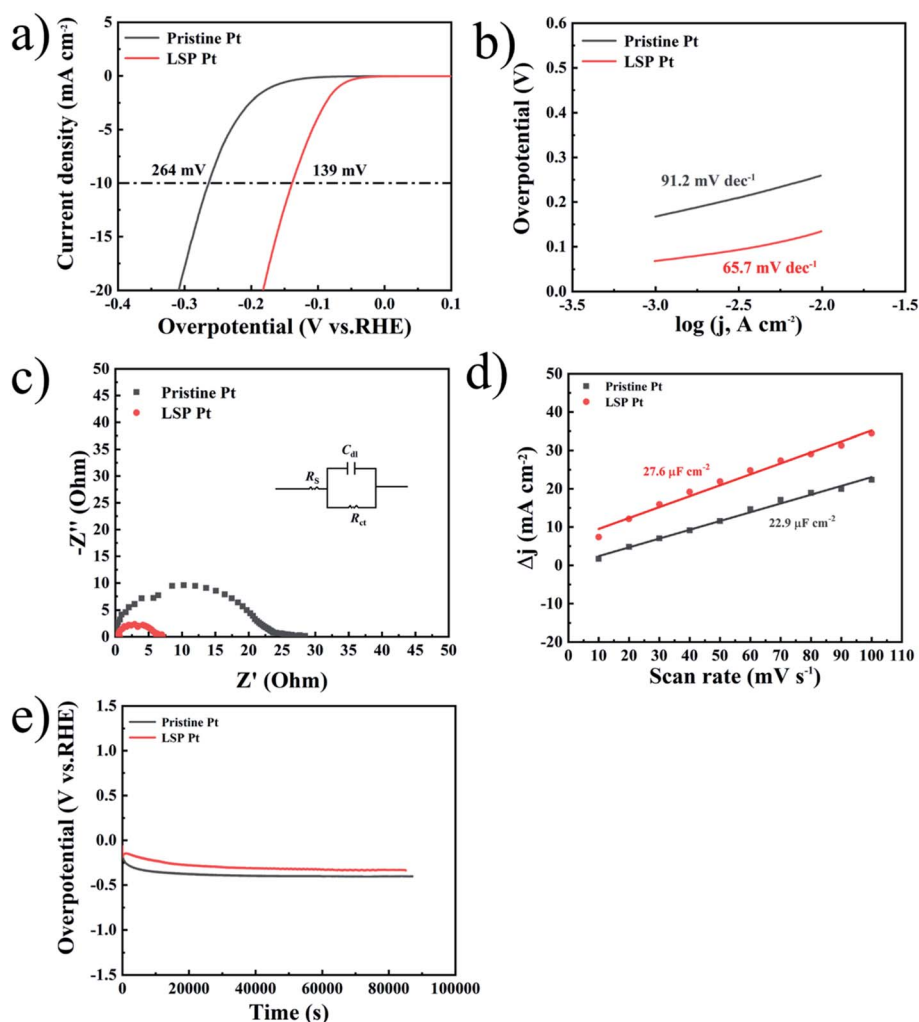 a)
Pristine Pt
LSP Pt
264 mV
139 mV
Current density (mA cm-2)
5
0
-5
-10
-15
-20
-0.4 -0.3 -0.2 -0.1 0.0 0.1
Overpotential (V vs.RHE)
b)
Pristine Pt
LSP Pt
91.2 mV dec-1
65.7 mV dec-1
Overpotential (V)
0.6
0.5
0.4
0.3
0.2
0.1
0.0
-3.5 -3.0 -2.5 -2.0 -1.5
log (j, A cm-2)
c)
Pristine Pt
LSP Pt
Cdl
RS
Rct
-Z'' (Ohm)
50
45
40
35
30
25
20
15
10
5
0
0 5 10 15 20 25 30 35 40 45 50
Z' (Ohm)
d)
Pristine Pt
LSP Pt
27.6 μF cm-2
22.9 μF cm-2
Δj (mA cm-2)
50
40
30
20
10
0
-10
-20
0 10 20 30 40 50 60 70 80 90 100 110
Scan rate (mV s-1)
e)
Pristine Pt
LSP Pt
Overpotential (V vs.RHE)
1.5
1.0
0.5
0.0
-0.5
-1.0
-1.5
0 20000 40000 60000 80000 100000
Time (s)